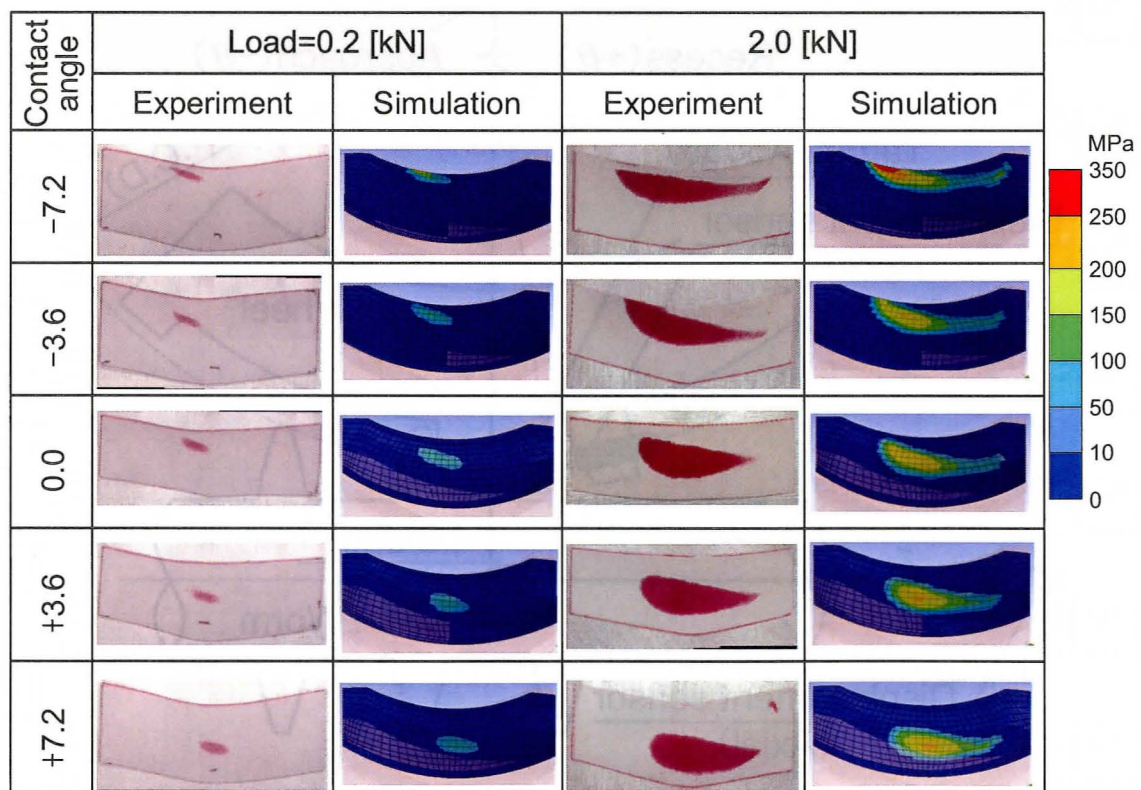 Contact angle
Load=0.2 [kN]
2.0 [kN]
Experiment
Simulation
Experiment
Simulation
−7.2
−3.6
0.0
+3.6
+7.2
MPa
350
250
200
150
100
50
10
0